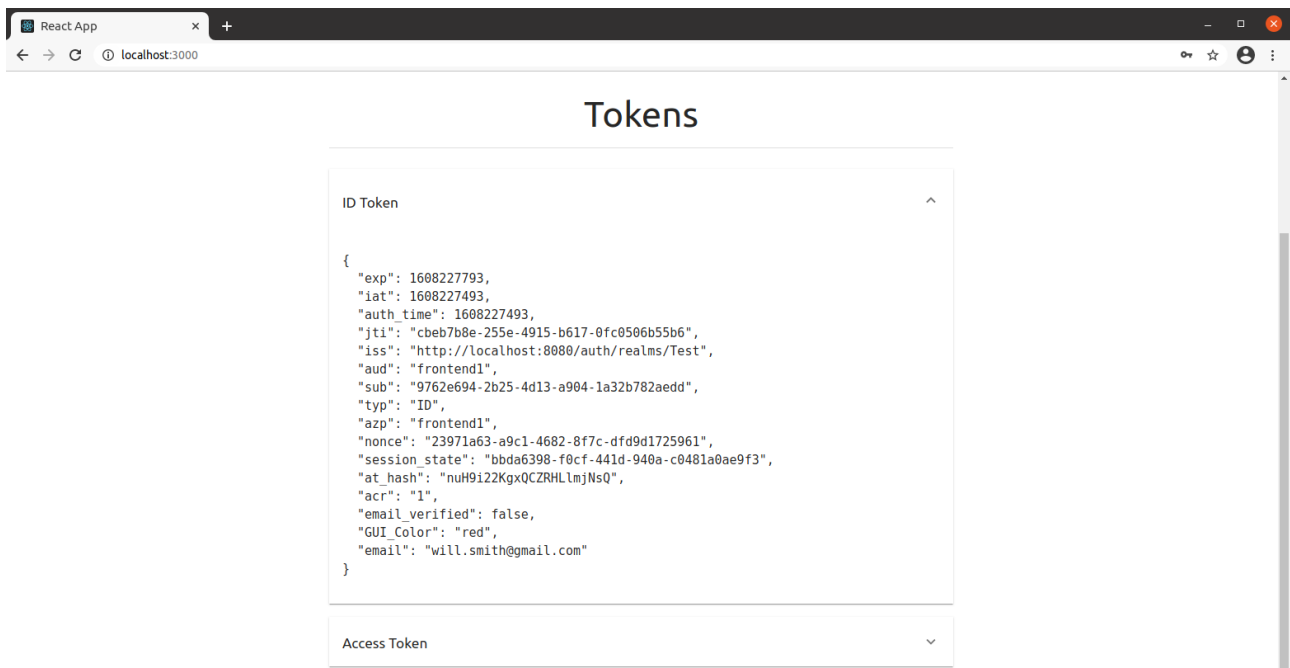 React App
localhost:3000
Tokens
ID Token
{
"exp": 1608227793,
"iat": 1608227493,
"auth_time": 1608227493,
"jti": "cbeb7b8e-255e-4915-b617-0fc0506b55b6",
"iss": "http://localhost:8080/auth/realms/Test",
"aud": "frontend1",
"sub": "9762e694-2b25-4d13-a904-1a32b782aedd",
"typ": "ID",
"azp": "frontend1",
"nonce": "23971a63-a9c1-4682-8f7c-dfd9d1725961",
"session_state": "bbda6398-f0cf-441d-940a-c0481a0ae9f3",
"at_hash": "nuH9i22KgxQCZRHLlmjNsQ",
"acr": "1",
"email_verified": false,
"GUI_Color": "red",
"email": "will.smith@gmail.com"
}
Access Token